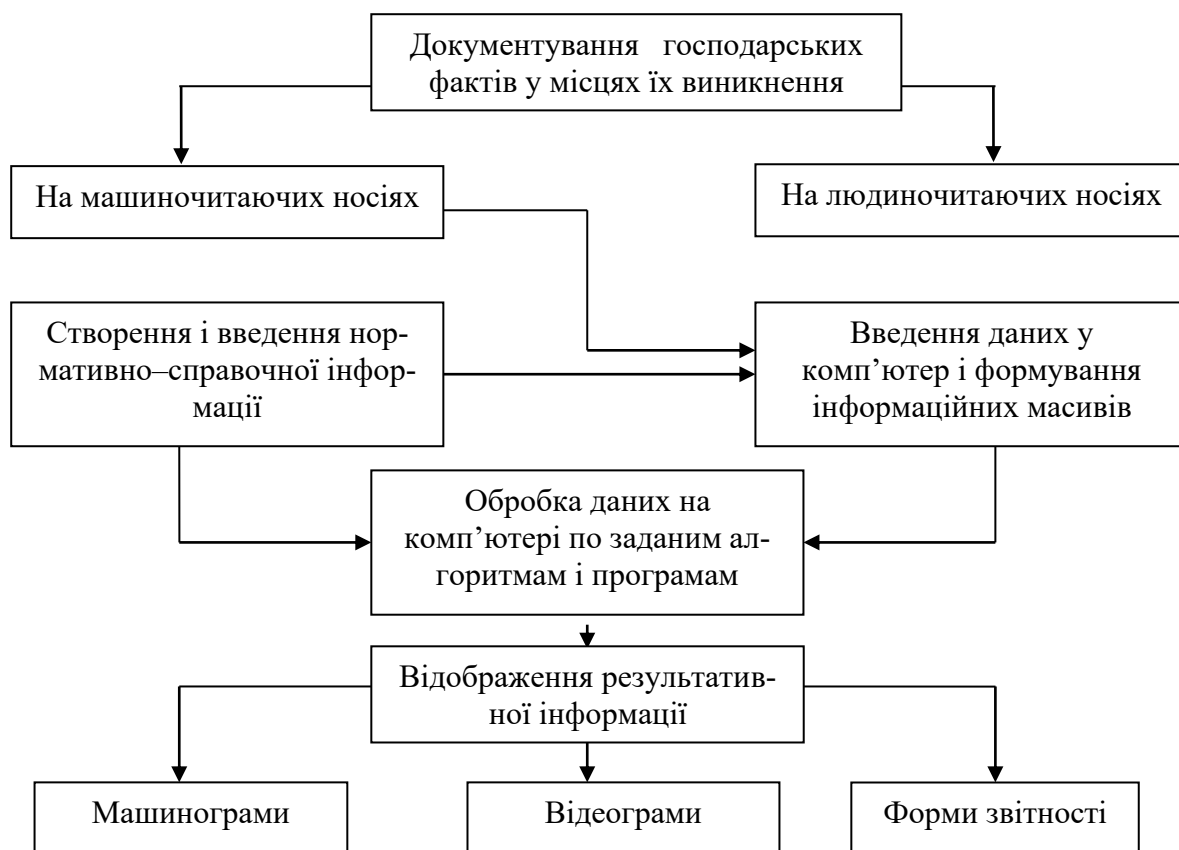 Документування господарських
фактів у місцях їх виникнення
На машиночитаючих носіях
На людиночитаючих носіях
Створення і введення нор-
мативно–справочної інфор-
мації
Введення даних у
комп’ютер і формування
інформаційних масивів
Обробка даних на
комп’ютері по заданим ал-
горитмам і програмам
Відображення результатив-
ної інформації
Машинограми
Відеограми
Форми звітності